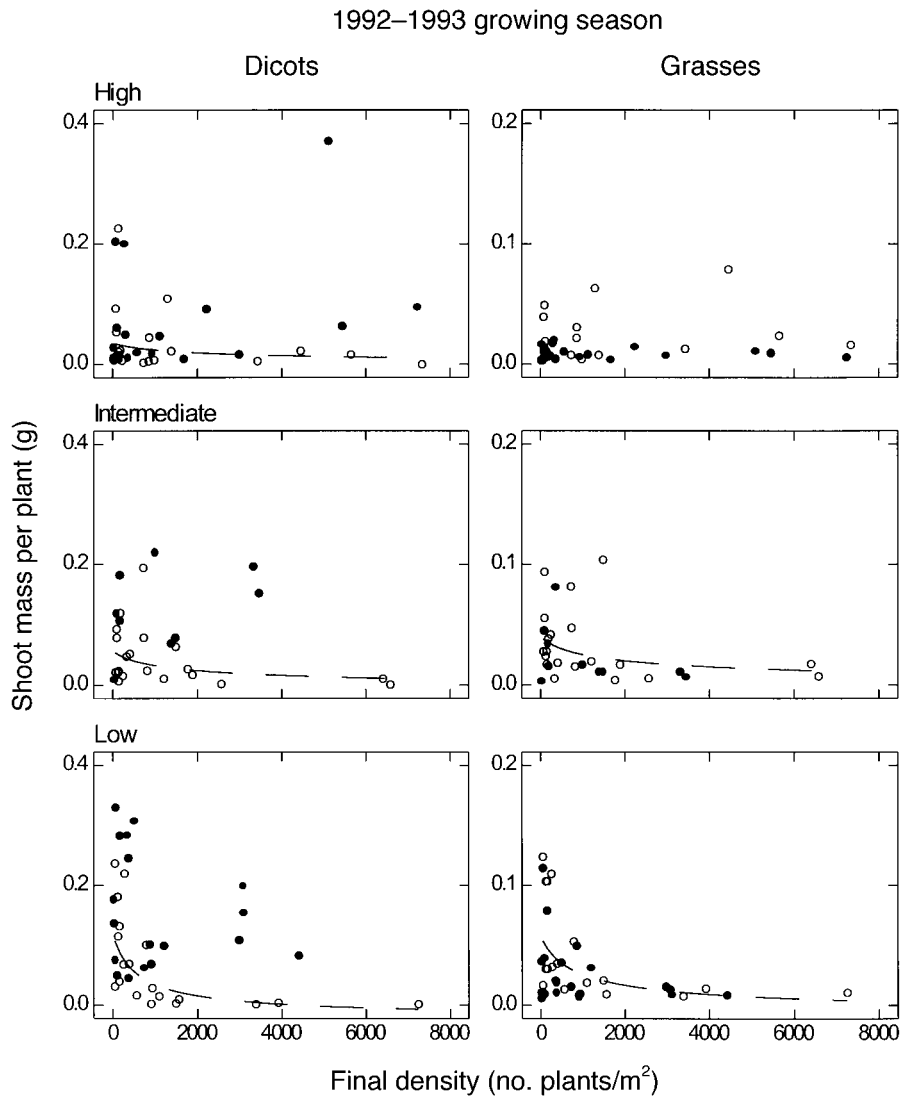 1992–1993 growing season
Dicots Grasses
High
0.4 0.2
0.2 0.1
0.0 0.0
Intermediate
0.4 0.2
0.2 0.1
0.0 0.0
Low
0.4 0.2
0.2 0.1
0.0 0.0
0 2000 4000 6000 8000 0 2000 4000 6000 8000
Shoot mass per plant (g)
Final density (no. plants/m²)